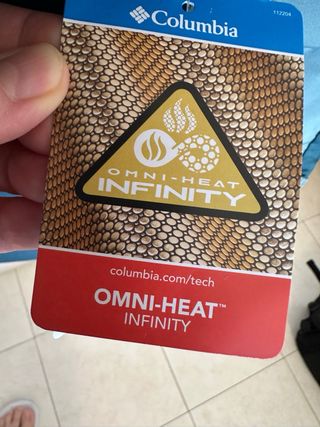 Columbia
112204
OMNI-HEAT
INFINITY
columbia.com/tech
OMNI-HEAT™
INFINITY